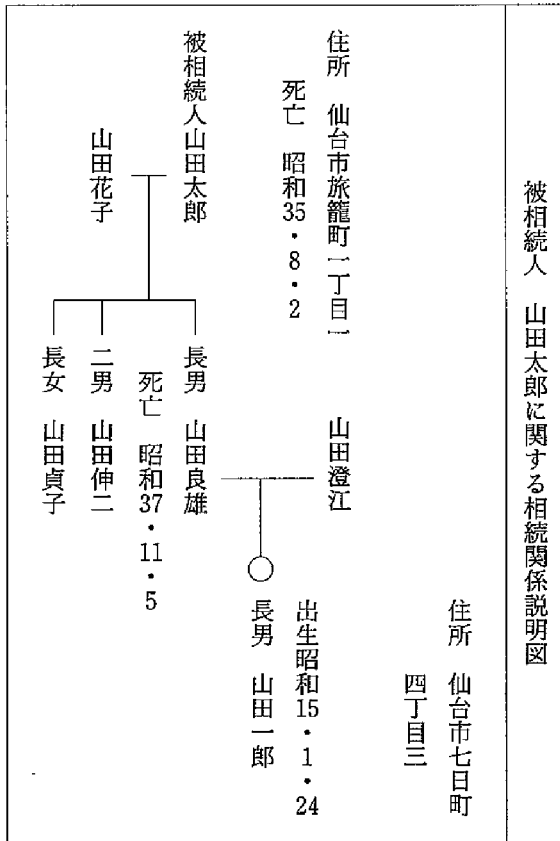 被相続人 山田太郎に関する相続関係説明図
住所 仙台市七日町
四丁目三
出生昭和15・1・24
長男 山田一郎
住所 仙台市旅籠町一丁目一
死亡 昭和35・8・2
山田澄江
被相続人山田太郎
長男 山田良雄
死亡 昭和37・11・5
山田花子
二男 山田伸二
長女 山田貞子